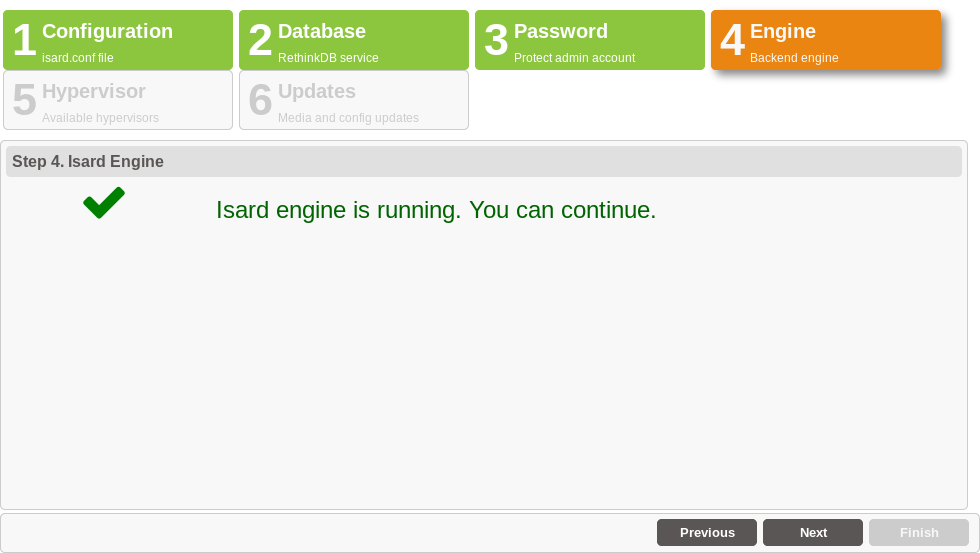 1 Configuration
isard.conf file
2 Database
RethinkDB service
3 Password
Protect admin account
4 Engine
Backend engine
5 Hypervisor
Available hypervisors
6 Updates
Media and config updates
Step 4. Isard Engine
Isard engine is running. You can continue.
Previous
Next
Finish